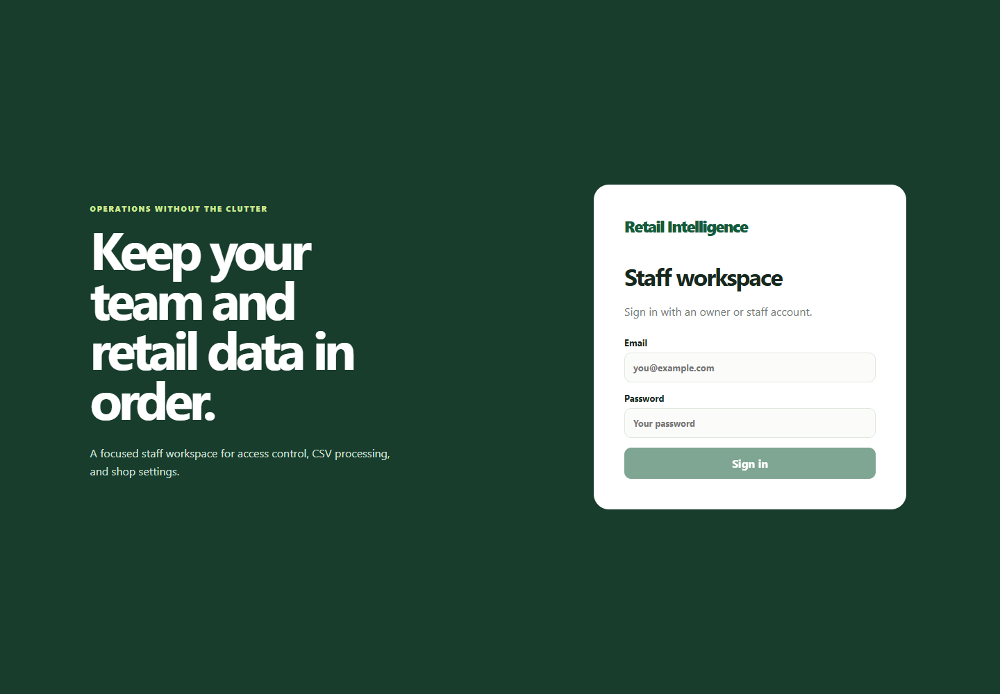 OPERATIONS WITHOUT THE CLUTTER
Keep your
team and
retail data in
order.
A focused staff workspace for access control, CSV processing,
and shop settings.
Retail Intelligence
Staff workspace
Sign in with an owner or staff account.
Email
you@example.com
Password
Your password
Sign in